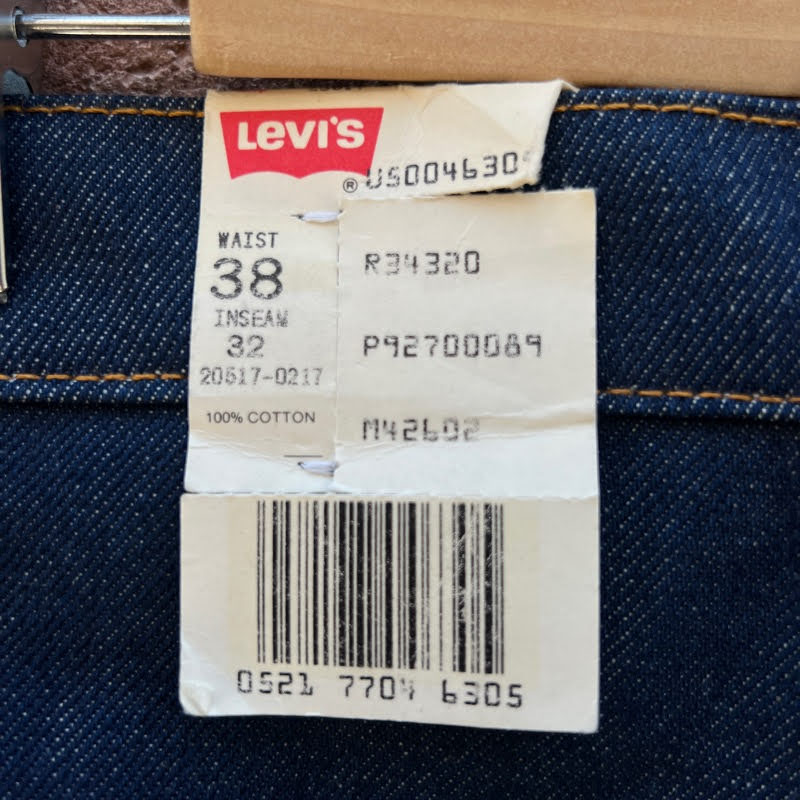 LEVI'S
® US0046305
WAIST
38
INSEAM
32
20517-0217
100% COTTON
R34320
P92700089
M42602
0521 7704 6305